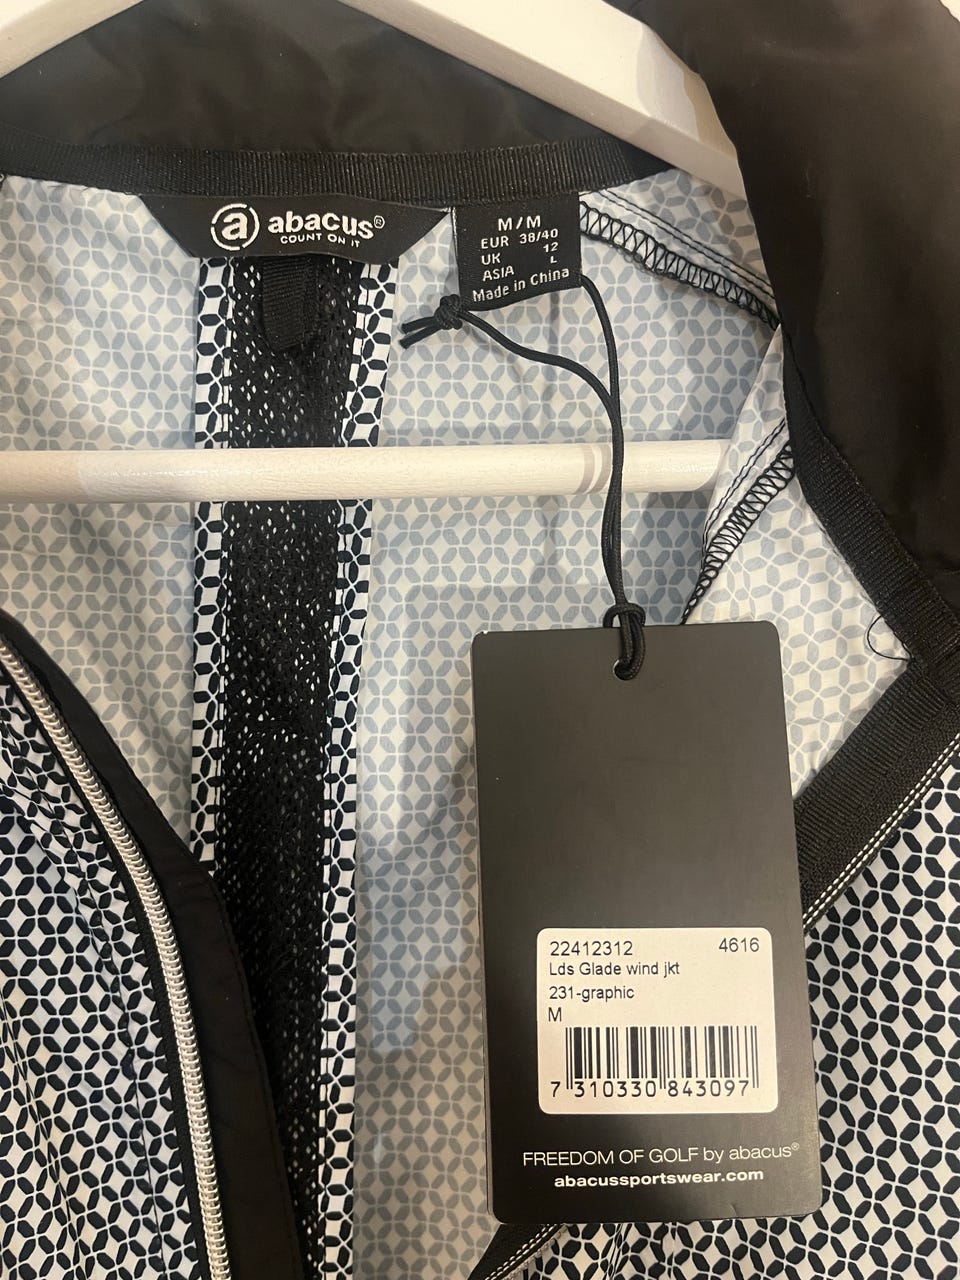 a abacus®
COUNT ON IT
M/M
EUR 38/40
UK 12
ASIA L
Made in China
22412312 4616
Lds Glade wind jkt
231-graphic
M
7 310330 843097
FREEDOM OF GOLF by abacus®
abacussportswear.com